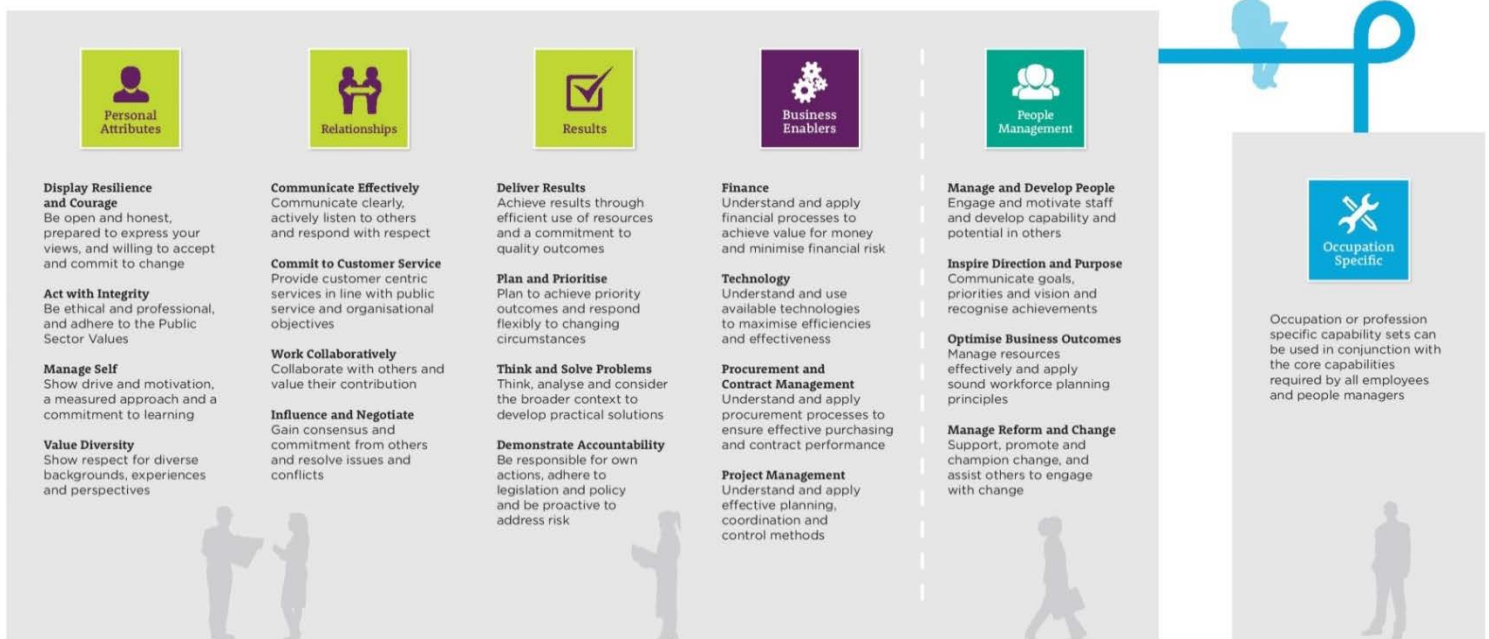 Personal
Attributes
Display Resilience
and Courage
Be open and honest,
prepared to express your
views, and willing to accept
and commit to change
Act with Integrity
Be ethical and professional,
and adhere to the Public
Sector Values
Manage Self
Show drive and motivation,
a measured approach and a
commitment to learning
Value Diversity
Show respect for diverse
backgrounds, experiences
and perspectives
Relationships
Communicate Effectively
Communicate clearly,
actively listen to others
and respond with respect
Commit to Customer Service
Provide customer centric
services in line with public
service and organisational
objectives
Work Collaboratively
Collaborate with others and
value their contribution
Influence and Negotiate
Gain consensus and
commitment from others
and resolve issues and
conflicts
Results
Deliver Results
Achieve results through
efficient use of resources
and a commitment to
quality outcomes
Plan and Prioritise
Plan to achieve priority
outcomes and respond
flexibly to changing
circumstances
Think and Solve Problems
Think, analyse and consider
the broader context to
develop practical solutions
Demonstrate Accountability
Be responsible for own
actions, adhere to
legislation and policy
and be proactive to
address risk
Business
Enablers
Finance
Understand and apply
financial processes to
achieve value for money
and minimise financial risk
Technology
Understand and use
available technologies
to maximise efficiencies
and effectiveness
Procurement and
Contract Management
Understand and apply
procurement processes to
ensure effective purchasing
and contract performance
Project Management
Understand and apply
effective planning,
coordination and
control methods
People
Management
Manage and Develop People
Engage and motivate staff
and develop capability and
potential in others
Inspire Direction and Purpose
Communicate goals,
priorities and vision and
recognise achievements
Optimise Business Outcomes
Manage resources
effectively and apply
sound workforce planning
principles
Manage Reform and Change
Support, promote and
champion change, and
assist others to engage
with change
Occupation
Specific
Occupation or profession
specific capability sets can
be used in conjunction with
the core capabilities
required by all employees
and people managers